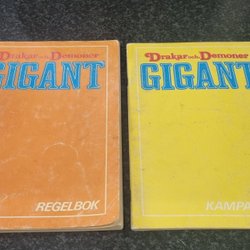 Drakar och Demoner
GIGANT
REGELBOK
Drakar och Demoner
GIGANT
KAMPA